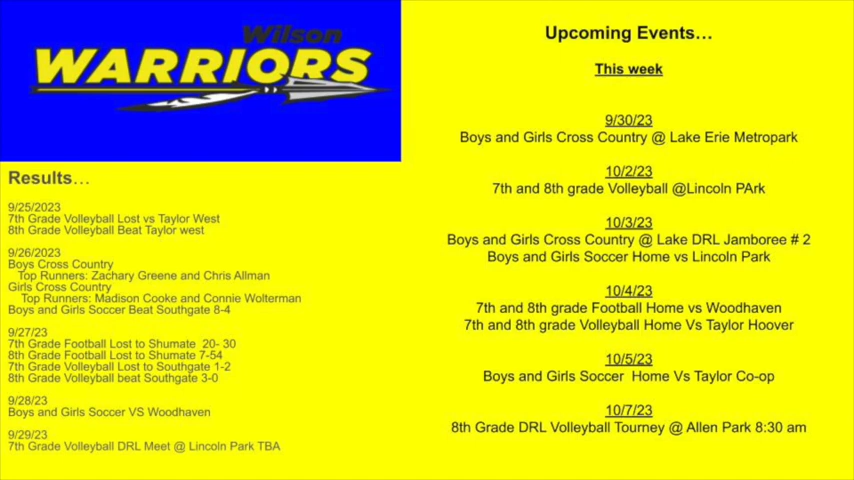 Wilson
WARRIORS
Results…
9/25/2023
7th Grade Volleyball Lost vs Taylor West
8th Grade Volleyball Beat Taylor west
9/26/2023
Boys Cross Country
Top Runners: Zachary Greene and Chris Allman
Girls Cross Country
Top Runners: Madison Cooke and Connie Wolterman
Boys and Girls Soccer Beat Southgate 8-4
9/27/23
7th Grade Football Lost to Shumate 20- 30
8th Grade Football Lost to Shumate 7-54
7th Grade Volleyball Lost to Southgate 1-2
8th Grade Volleyball beat Southgate 3-0
9/28/23
Boys and Girls Soccer VS Woodhaven
9/29/23
7th Grade Volleyball DRL Meet @ Lincoln Park TBA
Upcoming Events…
This week
9/30/23
Boys and Girls Cross Country @ Lake Erie Metropark
10/2/23
7th and 8th grade Volleyball @Lincoln PArk
10/3/23
Boys and Girls Cross Country @ Lake DRL Jamboree # 2
Boys and Girls Soccer Home vs Lincoln Park
10/4/23
7th and 8th grade Football Home vs Woodhaven
7th and 8th grade Volleyball Home Vs Taylor Hoover
10/5/23
Boys and Girls Soccer Home Vs Taylor Co-op
10/7/23
8th Grade DRL Volleyball Tourney @ Allen Park 8:30 am